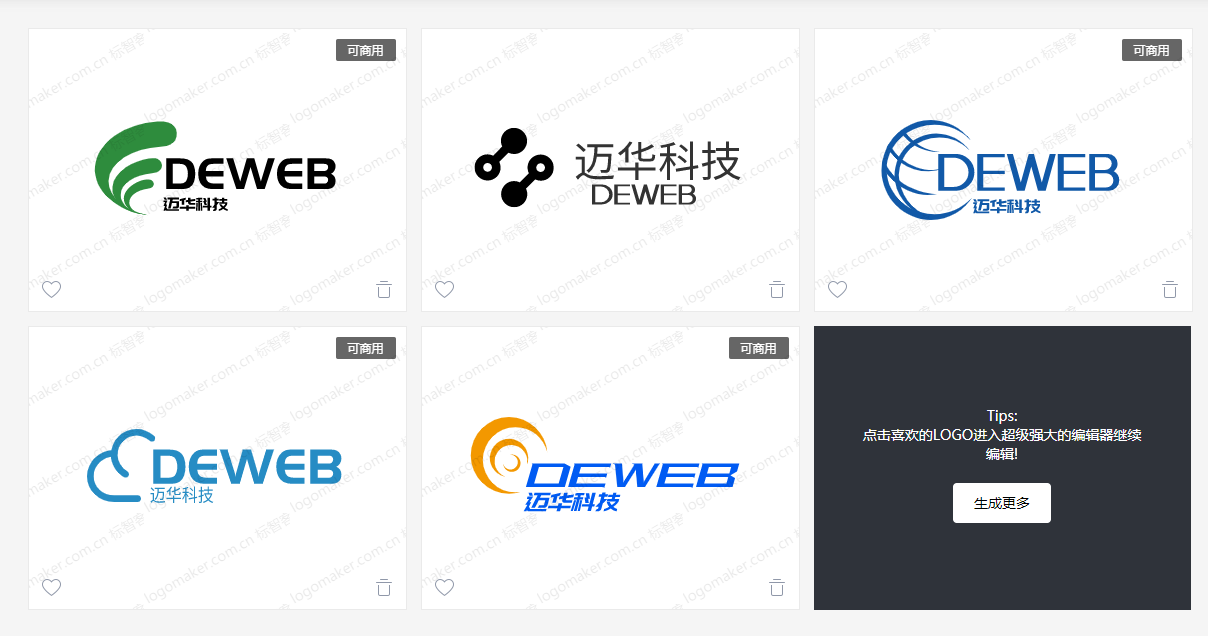 可商用
DEWEB
迈华科技
迈华科技
DEWEB
可商用
DEWEB
迈华科技
可商用
DEWEB
迈华科技
可商用
DEWEB
迈华科技
Tips:
点击喜欢的LOGO进入超级强大的编辑器继续
编辑!
生成更多
logomaker.com.cn 标智客